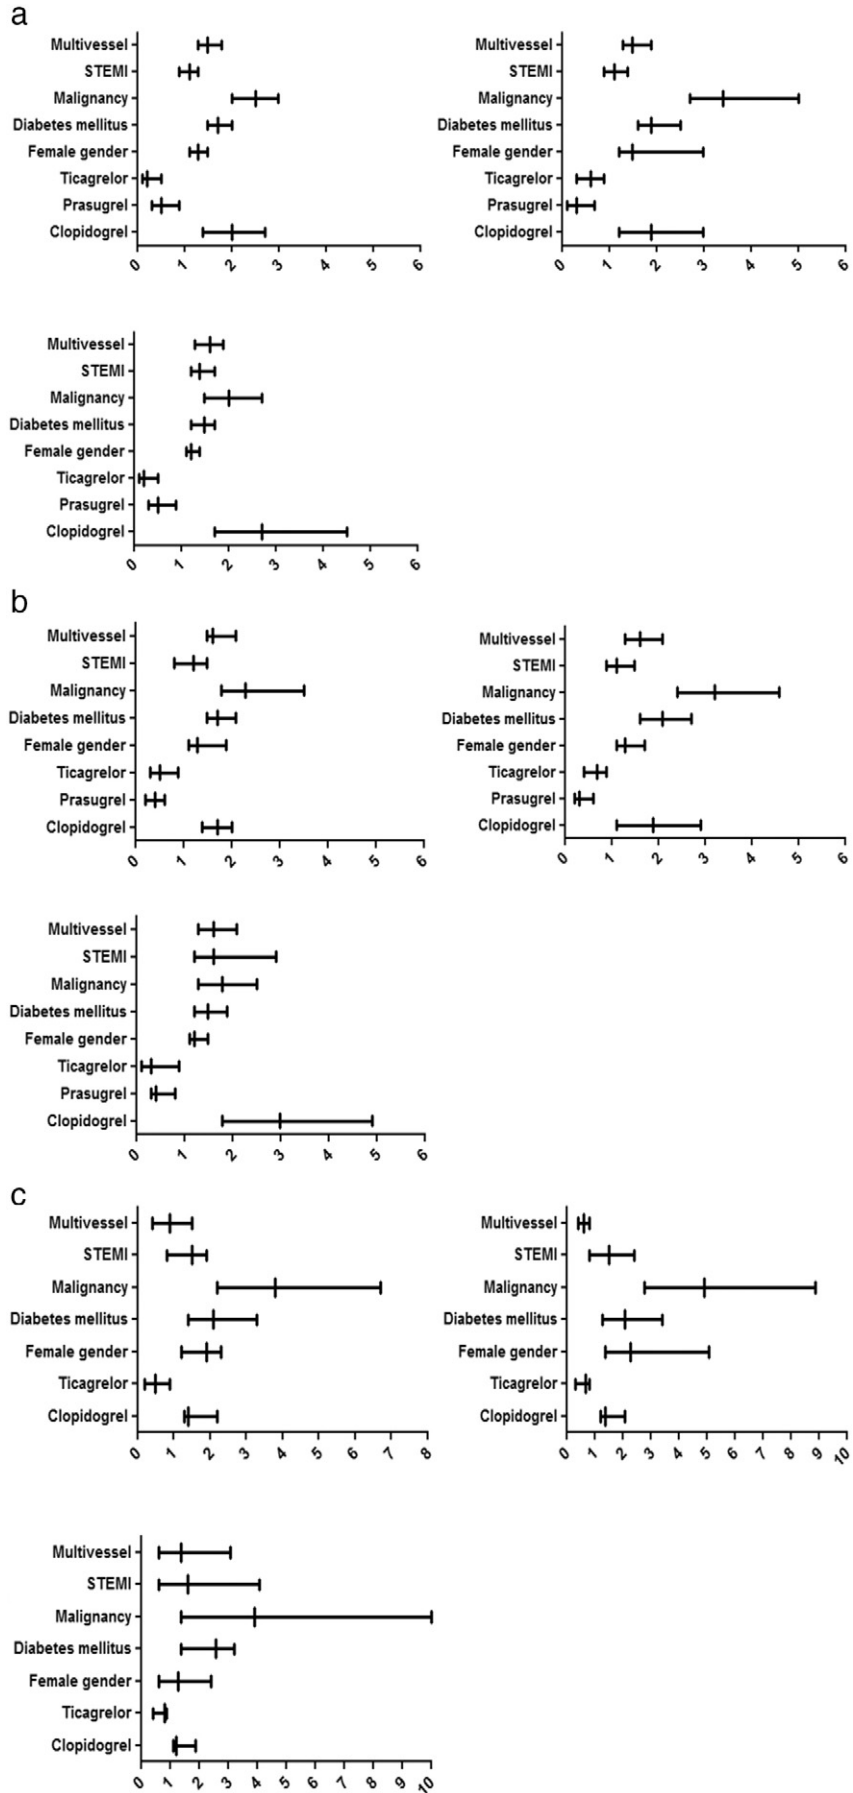 a
Multivessel
STEMI
Malignancy
Diabetes mellitus
Female gender
Ticagrelor
Prasugrel
Clopidogrel
0 1 2 3 4 5 6
Multivessel
STEMI
Malignancy
Diabetes mellitus
Female gender
Ticagrelor
Prasugrel
Clopidogrel
0 1 2 3 4 5 6
Multivessel
STEMI
Malignancy
Diabetes mellitus
Female gender
Ticagrelor
Prasugrel
Clopidogrel
0 1 2 3 4 5 6
b
Multivessel
STEMI
Malignancy
Diabetes mellitus
Female gender
Ticagrelor
Prasugrel
Clopidogrel
0 1 2 3 4 5 6
Multivessel
STEMI
Malignancy
Diabetes mellitus
Female gender
Ticagrelor
Prasugrel
Clopidogrel
0 1 2 3 4 5 6
Multivessel
STEMI
Malignancy
Diabetes mellitus
Female gender
Ticagrelor
Prasugrel
Clopidogrel
0 1 2 3 4 5 6
c
Multivessel
STEMI
Malignancy
Diabetes mellitus
Female gender
Ticagrelor
Clopidogrel
0 1 2 3 4 5 6 7 8
Multivessel
STEMI
Malignancy
Diabetes mellitus
Female gender
Ticagrelor
Clopidogrel
0 1 2 3 4 5 6 7 8 9 10
Multivessel
STEMI
Malignancy
Diabetes mellitus
Female gender
Ticagrelor
Clopidogrel
0 1 2 3 4 5 6 7 8 9 10